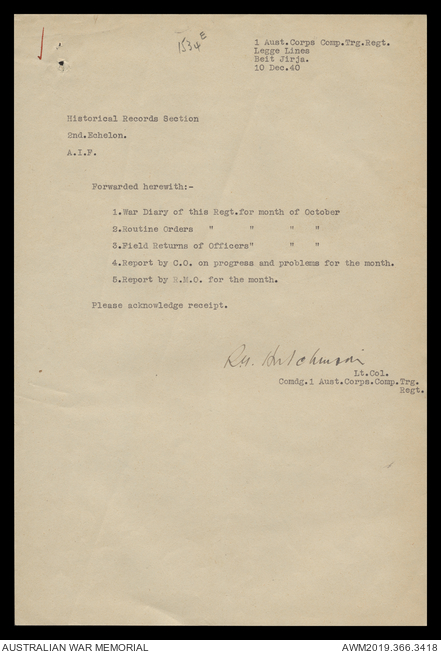 1534 E
1 Aust.Corps Comp.Trg.Regt.
Legge Lines
Beit Jirja.
10 Dec.40
Historical Records Section
2nd.Echelon.
A.I.F.
Forwarded herewith:-
1.War Diary of this Regt.for month of October
2.Routine Orders " " " "
3.Field Returns of Officers" " "
4.Report by C.O. on progress and problems for the month.
5.Report by R.M.O. for the month.
Please acknowledge receipt.
Hutchinson
Lt.Col.
Comdg.1 Aust.Corps.Comp.Trg.
Regt.
AUSTRALIAN WAR MEMORIAL
AWM2019.366.3418